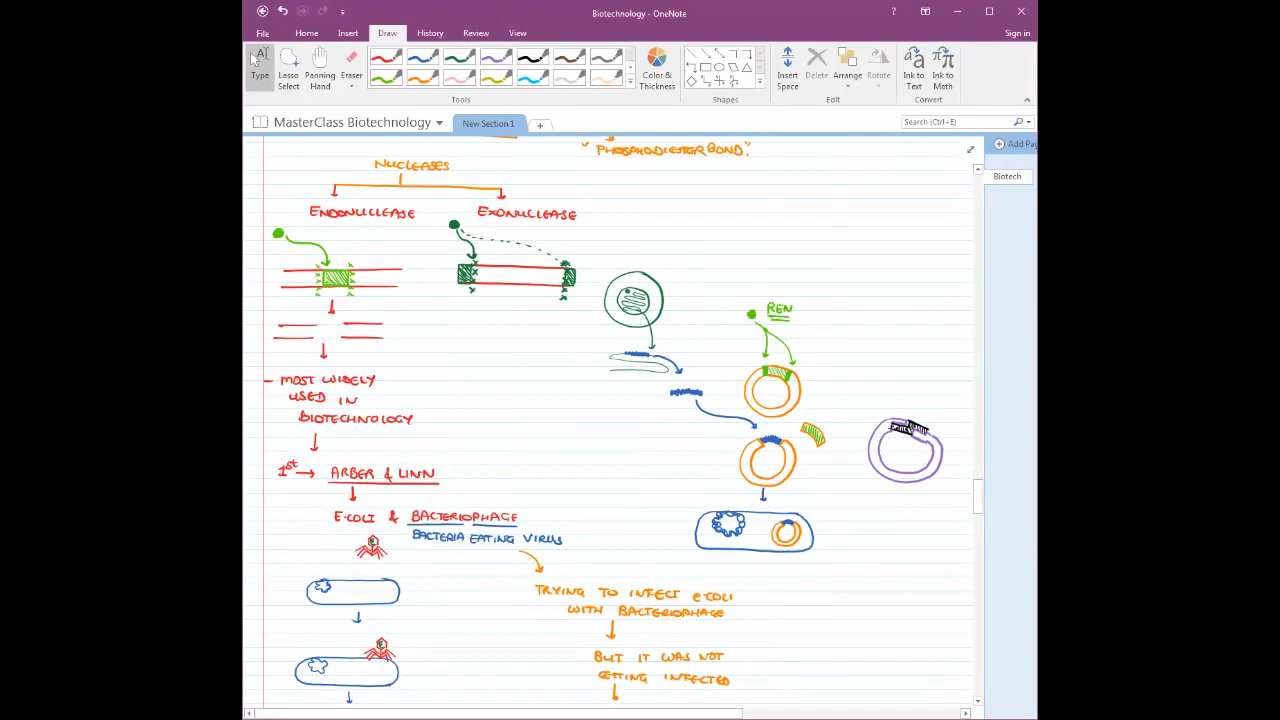 Biotechnology - OneNote
?
File
Home
Insert
Draw
History
Review
View
Sign in
Type
Lasso Select
Panning Hand
Eraser
Color & Thickness
Insert Space
Delete
Arrange
Rotate
Ink to Text
Ink to Math
Tools
Shapes
Edit
Convert
MasterClass Biotechnology
New Section 1
Search (Ctrl+E)
Add Pag
Biotech
"PHOSPHODIETER BOND".
NUCLEASES
ENDONUCLEASE
EXONUCLEASE
REN
- MOST WIDELY
USED IN
BIOTECHNOLOGY
1st → ARBER & LINN
E.COLI & BACTERIOPHAGE
BACTERIA EATING VIRUS
TRYING TO INFECT E.COLI
WITH BACTERIOPHAGE
BUT IT WAS NOT
GETTING INFECTED